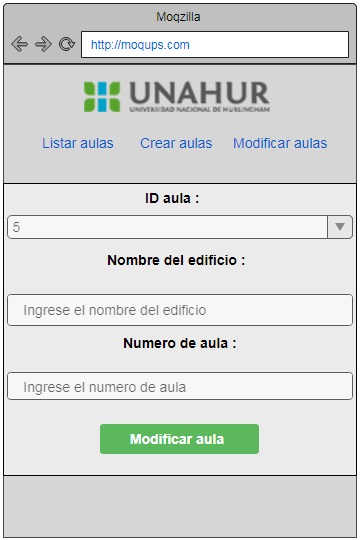 Moqzilla
http://moqups.com
UNAHUR
UNIVERSIDAD NACIONAL DE HURLINGHAM
Listar aulas Crear aulas Modificar aulas
ID aula :
5
Nombre del edificio :
Ingrese el nombre del edificio
Numero de aula :
Ingrese el numero de aula
Modificar aula